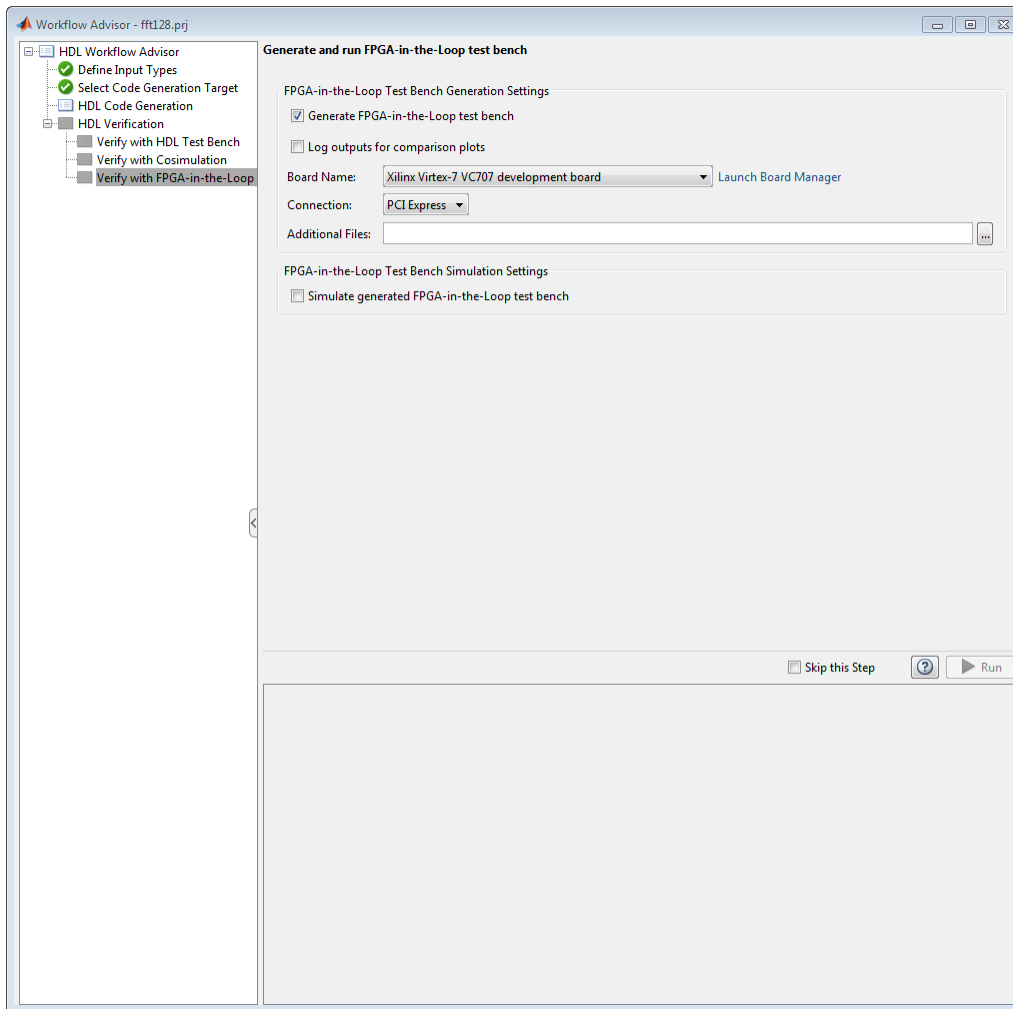 Workflow Advisor - fft128.prj
HDL Workflow Advisor
Define Input Types
Select Code Generation Target
HDL Code Generation
HDL Verification
Verify with HDL Test Bench
Verify with Cosimulation
Verify with FPGA-in-the-Loop
Generate and run FPGA-in-the-Loop test bench
FPGA-in-the-Loop Test Bench Generation Settings
Generate FPGA-in-the-Loop test bench
Log outputs for comparison plots
Board Name: Xilinx Virtex-7 VC707 development board Launch Board Manager
Connection: PCI Express
Additional Files: ...
FPGA-in-the-Loop Test Bench Simulation Settings
Simulate generated FPGA-in-the-Loop test bench
Skip this Step ? Run